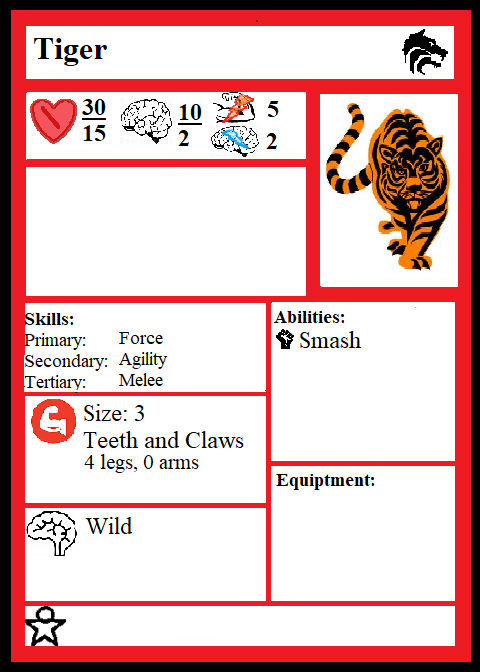 Tiger
30
15
10
2
5
2
Skills:
Primary: Force
Secondary: Agility
Tertiary: Melee
Abilities:
Smash
Size: 3
Teeth and Claws
4 legs, 0 arms
Equiptment:
Wild